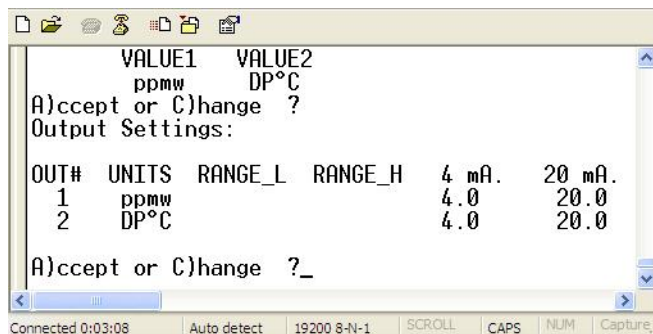 VALUE1 VALUE2
ppmw DP°C
A)ccept or C)hange ?
Output Settings:
OUT# UNITS RANGE_L RANGE_H 4 mA. 20 mA.
1 ppmw 4.0 20.0
2 DP°C 4.0 20.0
A)ccept or C)hange ?_
Connected 0:03:08 Auto detect 19200 8-N-1 SCROLL CAPS NUM Capture